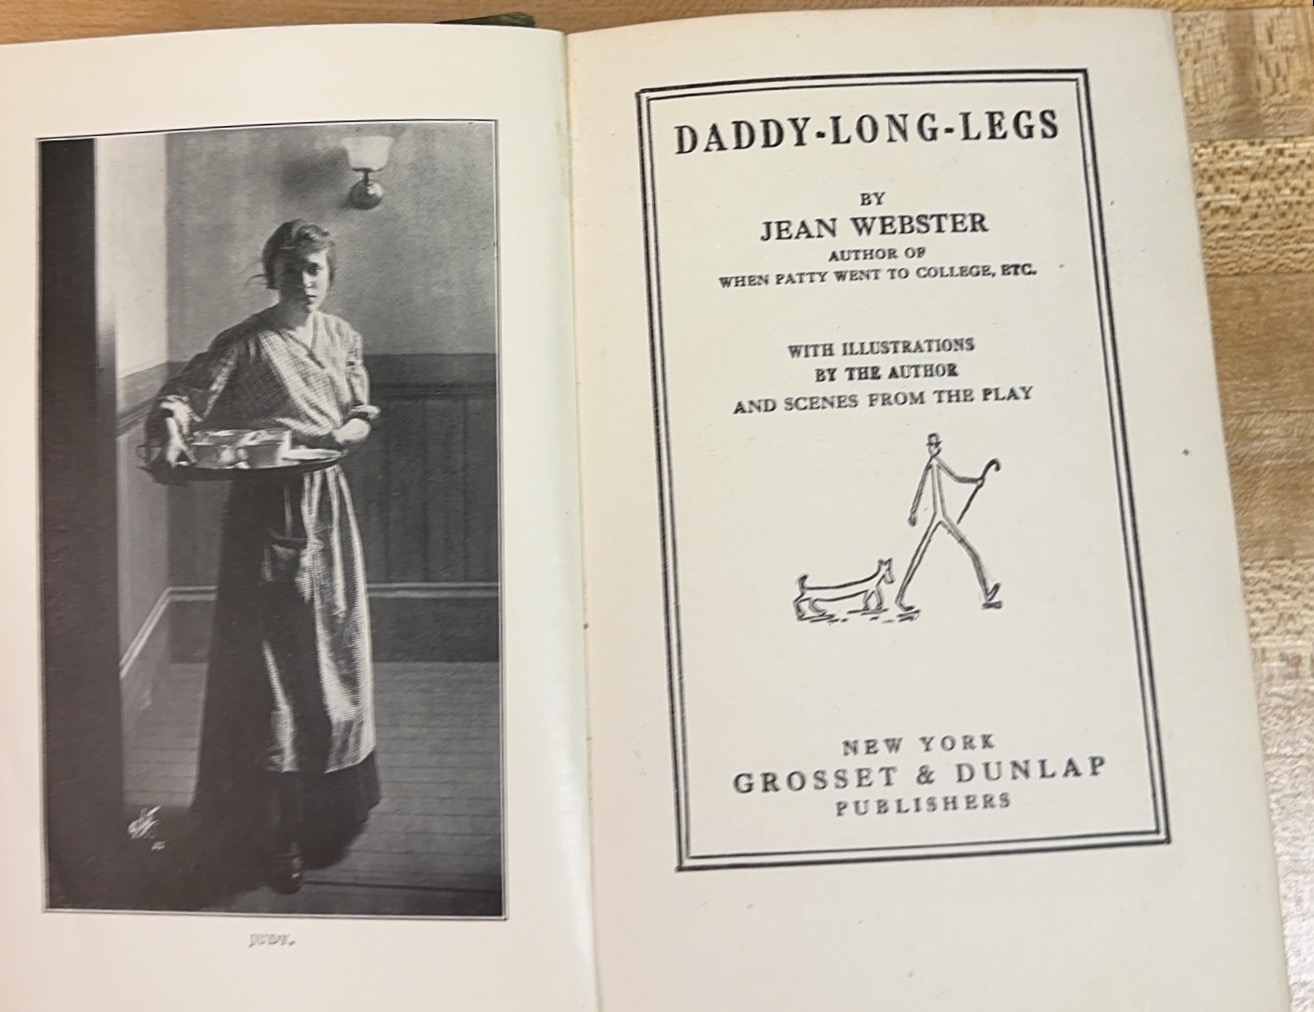 JUDY.
DADDY-LONG-LEGS
BY
JEAN WEBSTER
AUTHOR OF
WHEN PATTY WENT TO COLLEGE, ETC.
WITH ILLUSTRATIONS
BY THE AUTHOR
AND SCENES FROM THE PLAY
NEW YORK
GROSSET & DUNLAP
PUBLISHERS